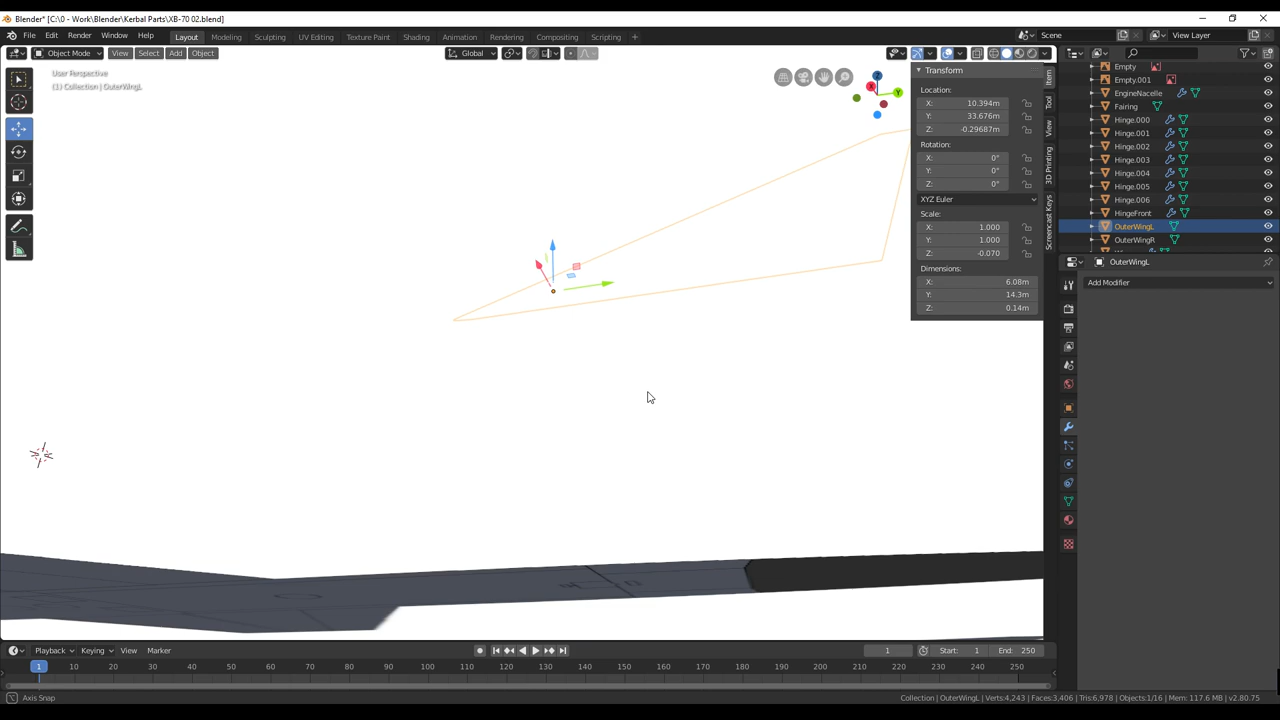 Blender* [C:\0 - Work\Blender\Kerbal Parts\XB-70 02.blend]
File Edit Render Window Help Layout Modeling Sculpting UV Editing Texture Paint Shading Animation Rendering Compositing Scripting + Scene View Layer
Object Mode View Select Add Object Global
User Perspective
(1) Collection | OuterWingL
Z
X
Y
Transform
Location:
X: 10.394m
Y: 33.676m
Z: -0.29687m
Rotation:
X: 0°
Y: 0°
Z: 0°
XYZ Euler
Scale:
X: 1.000
Y: 1.000
Z: -0.070
Dimensions:
X: 6.08m
Y: 14.3m
Z: 0.14m
Item
Tool
View
3D Printing
Screencast Keys
Empty
Empty.001
EngineNacelle
Fairing
Hinge.000
Hinge.001
Hinge.002
Hinge.003
Hinge.004
Hinge.005
Hinge.006
HingeFront
OuterWingL
OuterWingR
OuterWingL
Add Modifier
Playback Keying View Marker 1 Start: 1 End: 250
1 10 20 30 40 50 60 70 80 90 100 110 120 130 140 150 160 170 180 190 200 210 220 230 240 250
Axis Snap
Collection | OuterWingL | Verts:4,243 | Faces:3,406 | Tris:6,978 | Objects:1/16 | Mem: 117.6 MB | v2.80.75